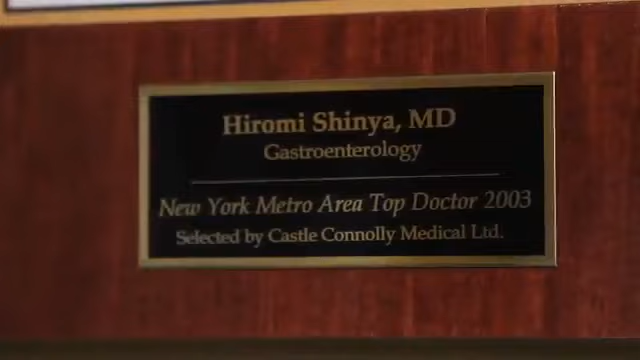 Hiromi Shinya, MD
Gastroenterology
New York Metro Area Top Doctor 2003
Selected by Castle Connolly Medical Ltd.